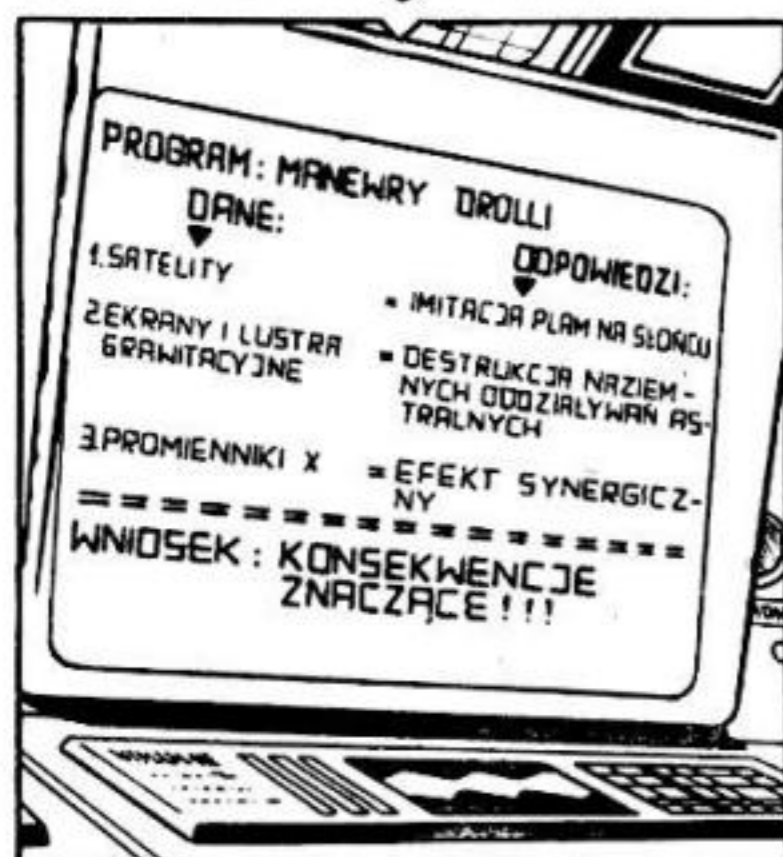 PROGRAM: MANEWRY DROLLI
DANE:
ODPOWIEDZI:
1.SATELITY
= IMITACJA PLAM NA SŁOŃCU
2.EKRANY I LUSTRA
GRAWITACYJNE
= DESTRUKCJA NAZIEM-
NYCH ODDZIAŁYWAŃ AS-
TRALNYCH
3.PROMIENNIKI X
= EFEKT SYNERGICZ-
NY
WNIOSEK: KONSEKWENCJE
ZNACZĄCE!!!